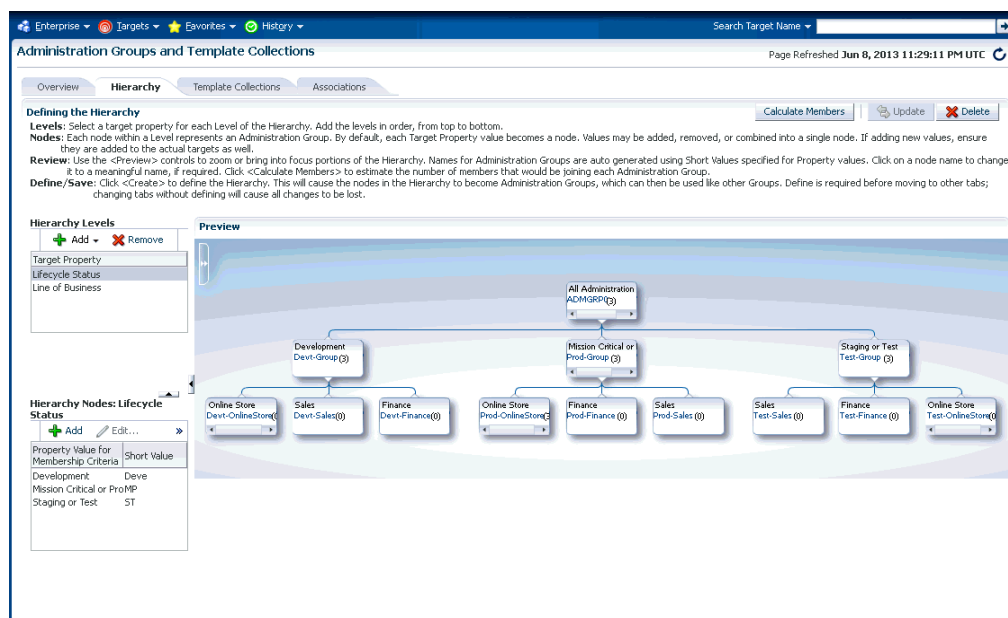 Enterprise Targets Favorites History Search Target Name
Administration Groups and Template Collections
Page Refreshed Jun 8, 2013 11:29:11 PM UTC
Overview Hierarchy Template Collections Associations
Defining the Hierarchy
Calculate Members Update Delete
Levels: Select a target property for each Level of the Hierarchy. Add the levels in order, from top to bottom.
Nodes: Each node within a Level represents an Administration Group. By default, each Target Property value becomes a node. Values may be added, removed, or combined into a single node. If adding new values, ensure
they are added to the actual targets as well.
Review: Use the <Preview> controls to zoom or bring into focus portions of the Hierarchy. Names for Administration Groups are auto generated using Short Values specified for Property values. Click on a node name to change
it to a meaningful name, if required. Click <Calculate Members> to estimate the number of members that would be joining each Administration Group.
Define/Save: Click <Create> to define the Hierarchy. This will cause the nodes in the Hierarchy to become Administration Groups, which can then be used like other Groups. Define is required before moving to other tabs;
changing tabs without defining will cause all changes to be lost.
Hierarchy Levels
Add Remove
Target Property
Lifecycle Status
Line of Business
Hierarchy Nodes: Lifecycle
Status
Add Edit... »
Property Value for
Membership Criteria Short Value
Development Deve
Mission Critical or Pro MP
Staging or Test ST
Preview
All Administration
ADMGRP0 (3)
Development
Devt-Group (3)
Mission Critical or
Prod-Group (3)
Staging or Test
Test-Group (3)
Online Store
Devt-OnlineStore(
Sales
Devt-Sales(0)
Finance
Devt-Finance(0)
Online Store
Prod-OnlineStore(3
Finance
Prod-Finance (0)
Sales
Prod-Sales (0)
Sales
Test-Sales (0)
Finance
Test-Finance (0)
Online Store
Test-OnlineStore(0